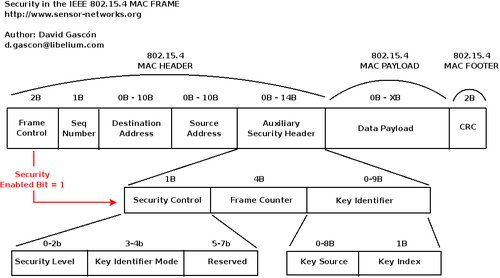 Security in the IEEE 802.15.4 MAC FRAME
http://www.sensor-networks.org
Author: David Gascón
d.gascon@libelium.com
802.15.4
MAC HEADER
802.15.4
MAC PAYLOAD
802.15.4
MAC FOOTER
2B
1B
0B - 10B
0B - 10B
0B - 14B
0B - XB
2B
Frame
Control
Seq
Number
Destination
Address
Source
Address
Auxiliary
Security Header
Data Payload
CRC
Security
Enabled Bit = 1
1B
4B
0-9B
Security Control
Frame Counter
Key Identifier
0-2b
3-4b
5-7b
0-8B
1B
Security Level
Key Identifier Mode
Reserved
Key Source
Key Index